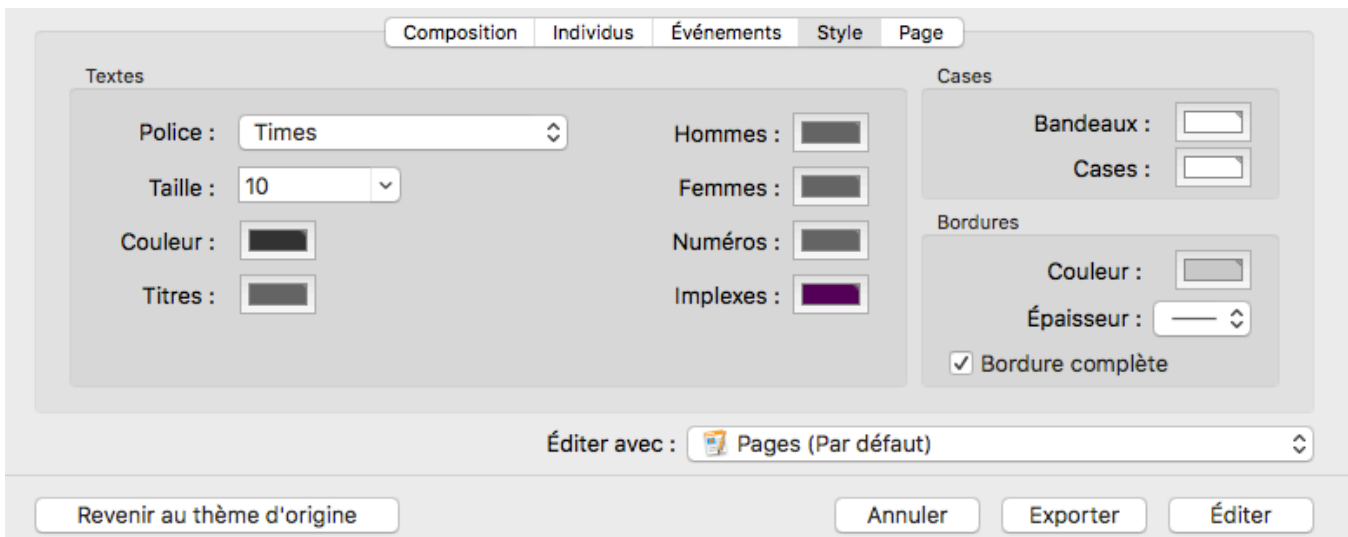 Composition Individus Événements Style Page
Textes
Police : Times
Taille : 10
Couleur :
Titres :
Hommes :
Femmes :
Numéros :
Implexes :
Cases
Bandeaux :
Cases :
Bordures
Couleur :
Épaisseur :
Bordure complète
Éditer avec : Pages (Par défaut)
Revenir au thème d'origine Annuler Exporter Éditer